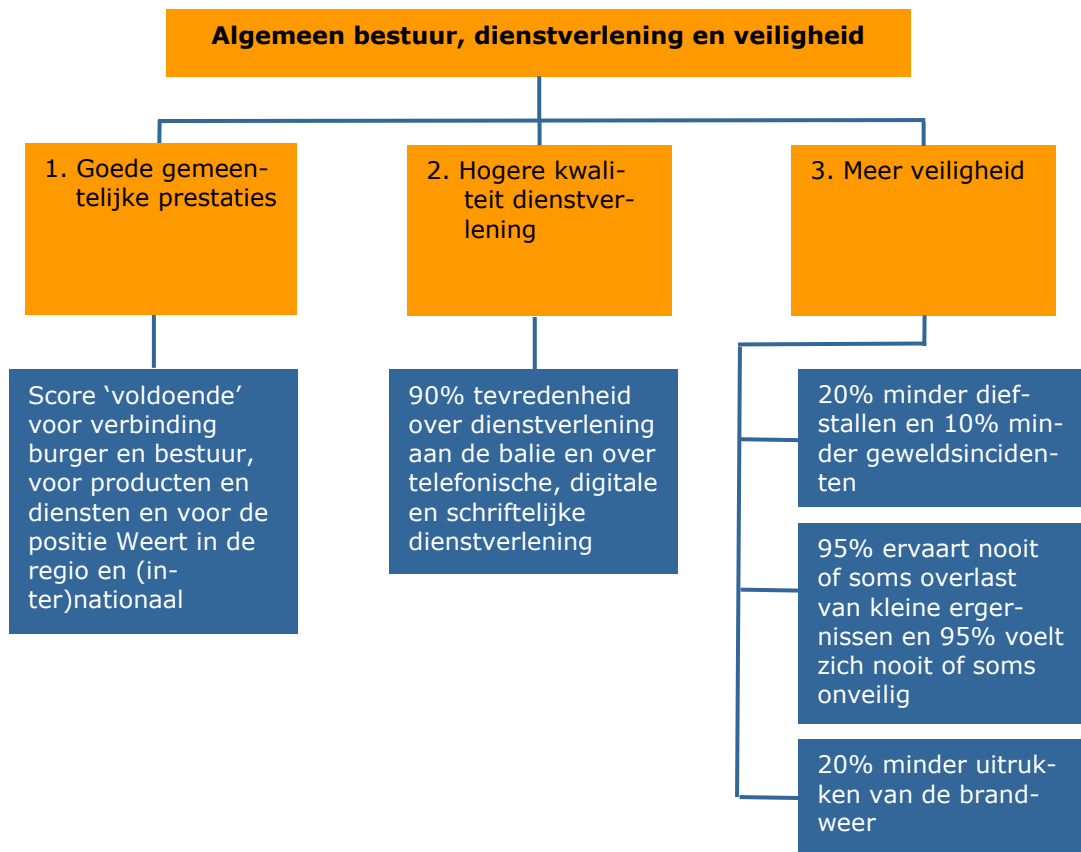 Algemeen bestuur, dienstverlening en veiligheid
1. Goede gemeen-
telijke prestaties
2. Hogere kwali-
teit dienstver-
lening
3. Meer veiligheid
Score ‘voldoende’
voor verbinding
burger en bestuur,
voor producten en
diensten en voor de
positie Weert in de
regio en (in-
ter)nationaal
90% tevredenheid
over dienstverlening
aan de balie en over
telefonische, digitale
en schriftelijke
dienstverlening
20% minder dief-
stallen en 10% min-
der geweldsinciden-
ten
95% ervaart nooit
of soms overlast
van kleine erger-
nissen en 95% voelt
zich nooit of soms
onveilig
20% minder uitruk-
ken van de brand-
weer